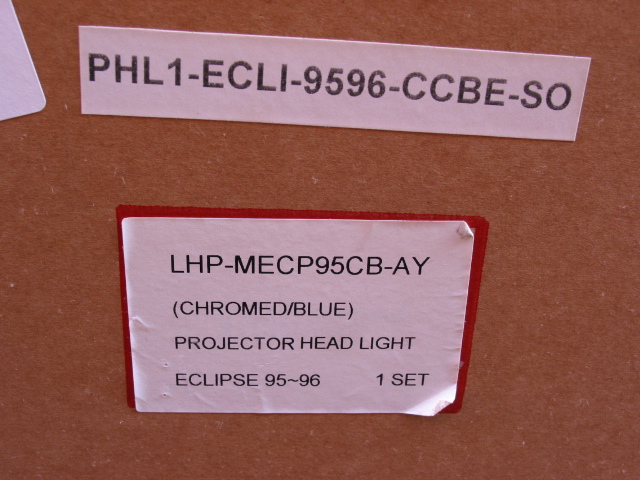 PHL1-ECLI-9596-CCBE-SO
LHP-MECP95CB-AY
(CHROMED/BLUE)
PROJECTOR HEAD LIGHT
ECLIPSE 95~96 1 SET